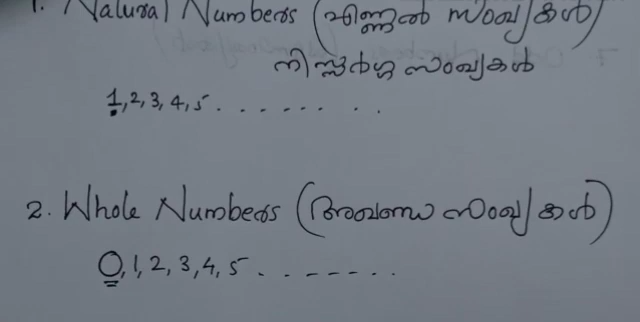 1. Natural Numbers (എണ്ണൽ സംഖ്യകൾ)
നിസ്സർഗ്ഗ സംഖ്യകൾ
1, 2, 3, 4, 5 . . . . . . . . .
2. Whole Numbers (അഖണ്ഡ സംഖ്യകൾ)
0, 1, 2, 3, 4, 5 . . - - - - - . .